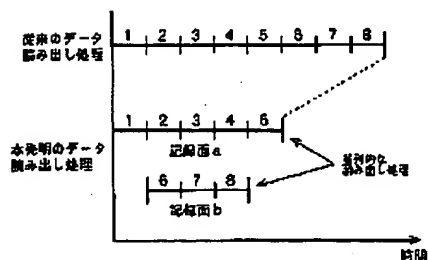 従来のデータ
読み出し処理
1 2 3 4 5 6 7 8
本発明のデータ
読み出し処理
1 2 3 4 5
記録面a
6 7 8
記録面b
並列的な
読み出し処理
時間